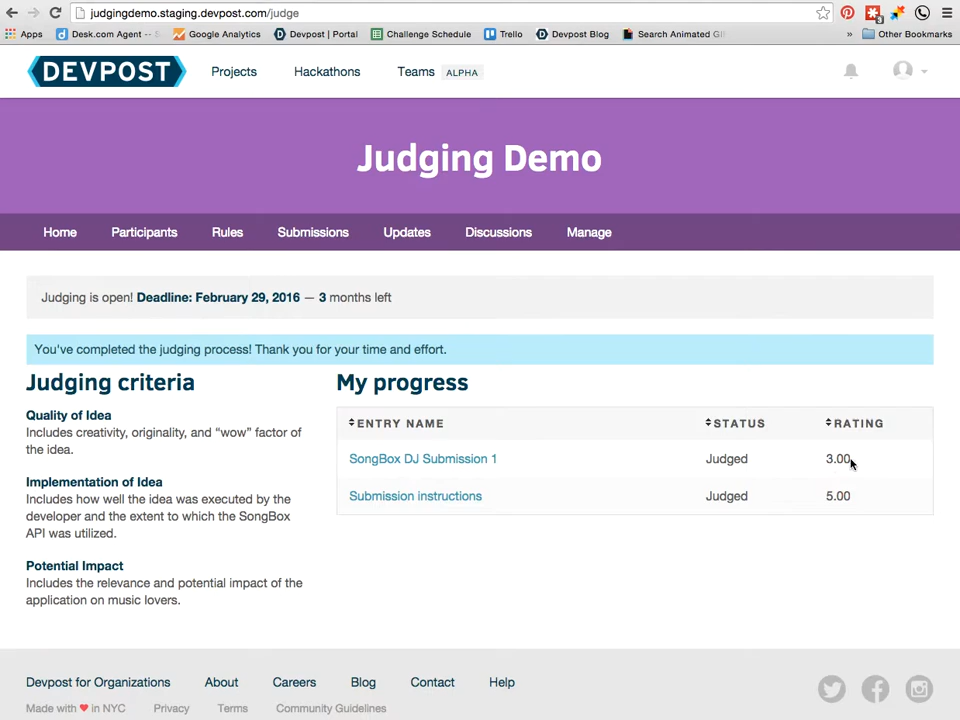 judgingdemo.staging.devpost.com/judge
Apps Desk.com Agent -- Google Analytics Devpost | Portal Challenge Schedule Trello Devpost Blog Search Animated GI » Other Bookmarks
DEVPOST Projects Hackathons Teams ALPHA
Judging Demo
Home Participants Rules Submissions Updates Discussions Manage
Judging is open! Deadline: February 29, 2016 — 3 months left
You've completed the judging process! Thank you for your time and effort.
Judging criteria
Quality of Idea
Includes creativity, originality, and “wow” factor of
the idea.
Implementation of Idea
Includes how well the idea was executed by the
developer and the extent to which the SongBox
API was utilized.
Potential Impact
Includes the relevance and potential impact of the
application on music lovers.
My progress
ENTRY NAME STATUS RATING
SongBox DJ Submission 1 Judged 3.00
Submission instructions Judged 5.00
Devpost for Organizations About Careers Blog Contact Help
Made with ♥ in NYC Privacy Terms Community Guidelines